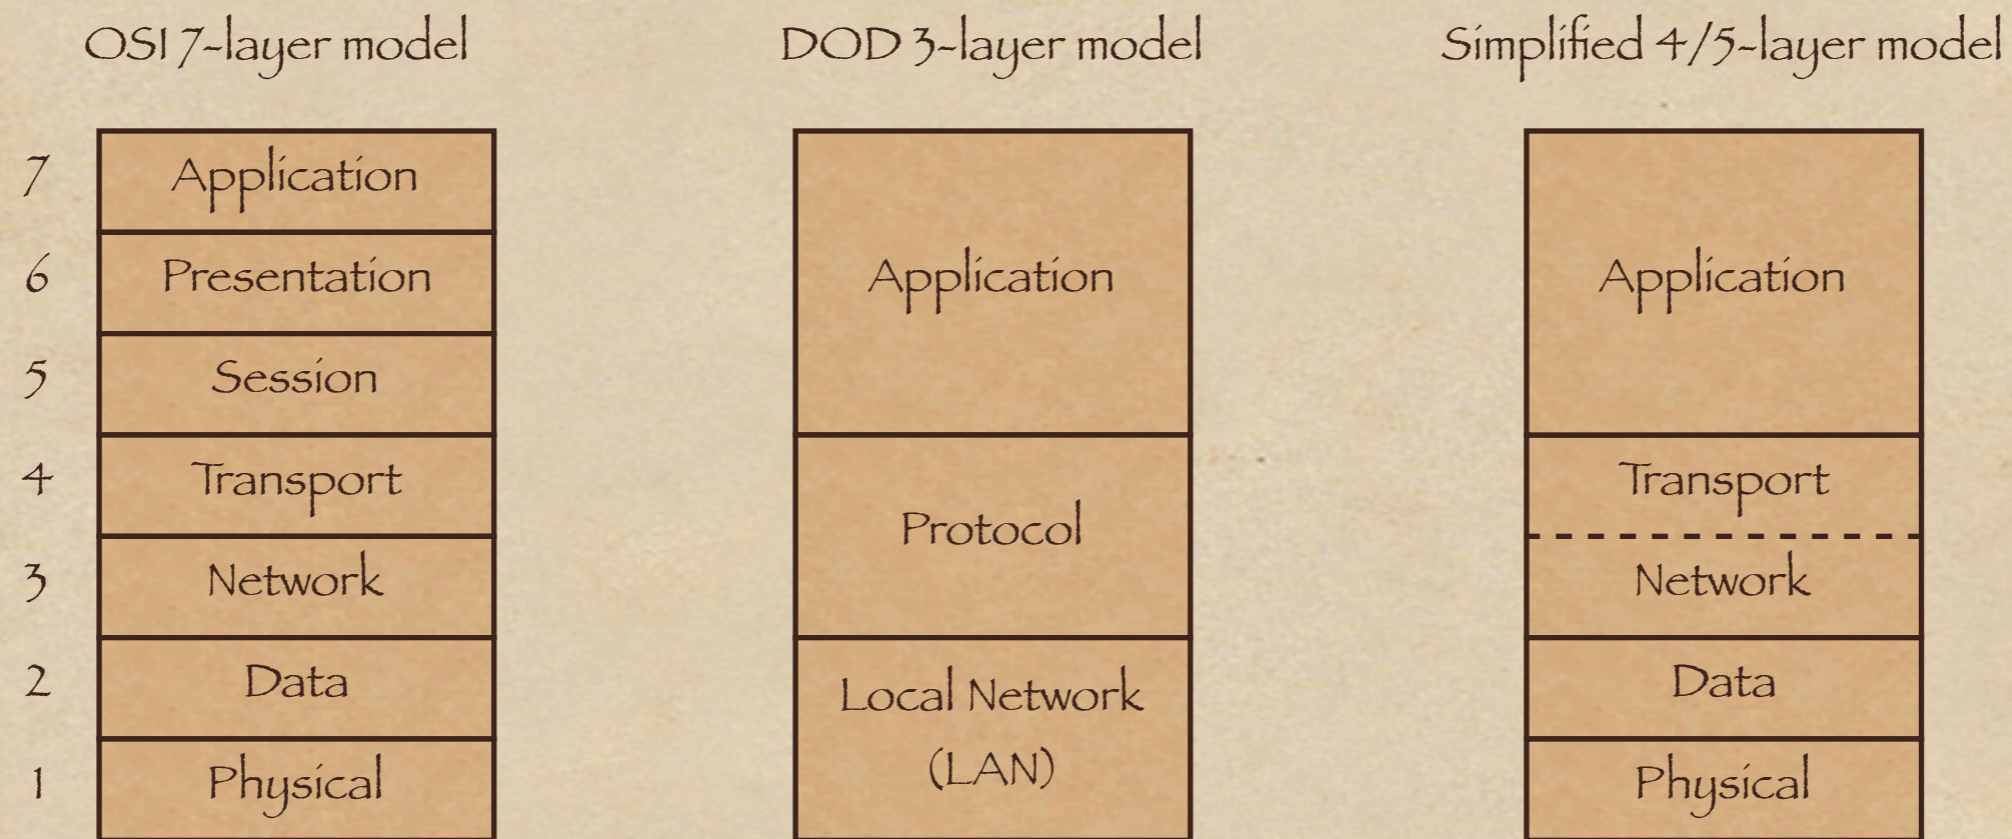 OSI 7-layer model
7 Application
6 Presentation
5 Session
4 Transport
3 Network
2 Data
1 Physical
DOD 3-layer model
Application
Protocol
Local Network
(LAN)
Simplified 4/5-layer model
Application
Transport
Network
Data
Physical